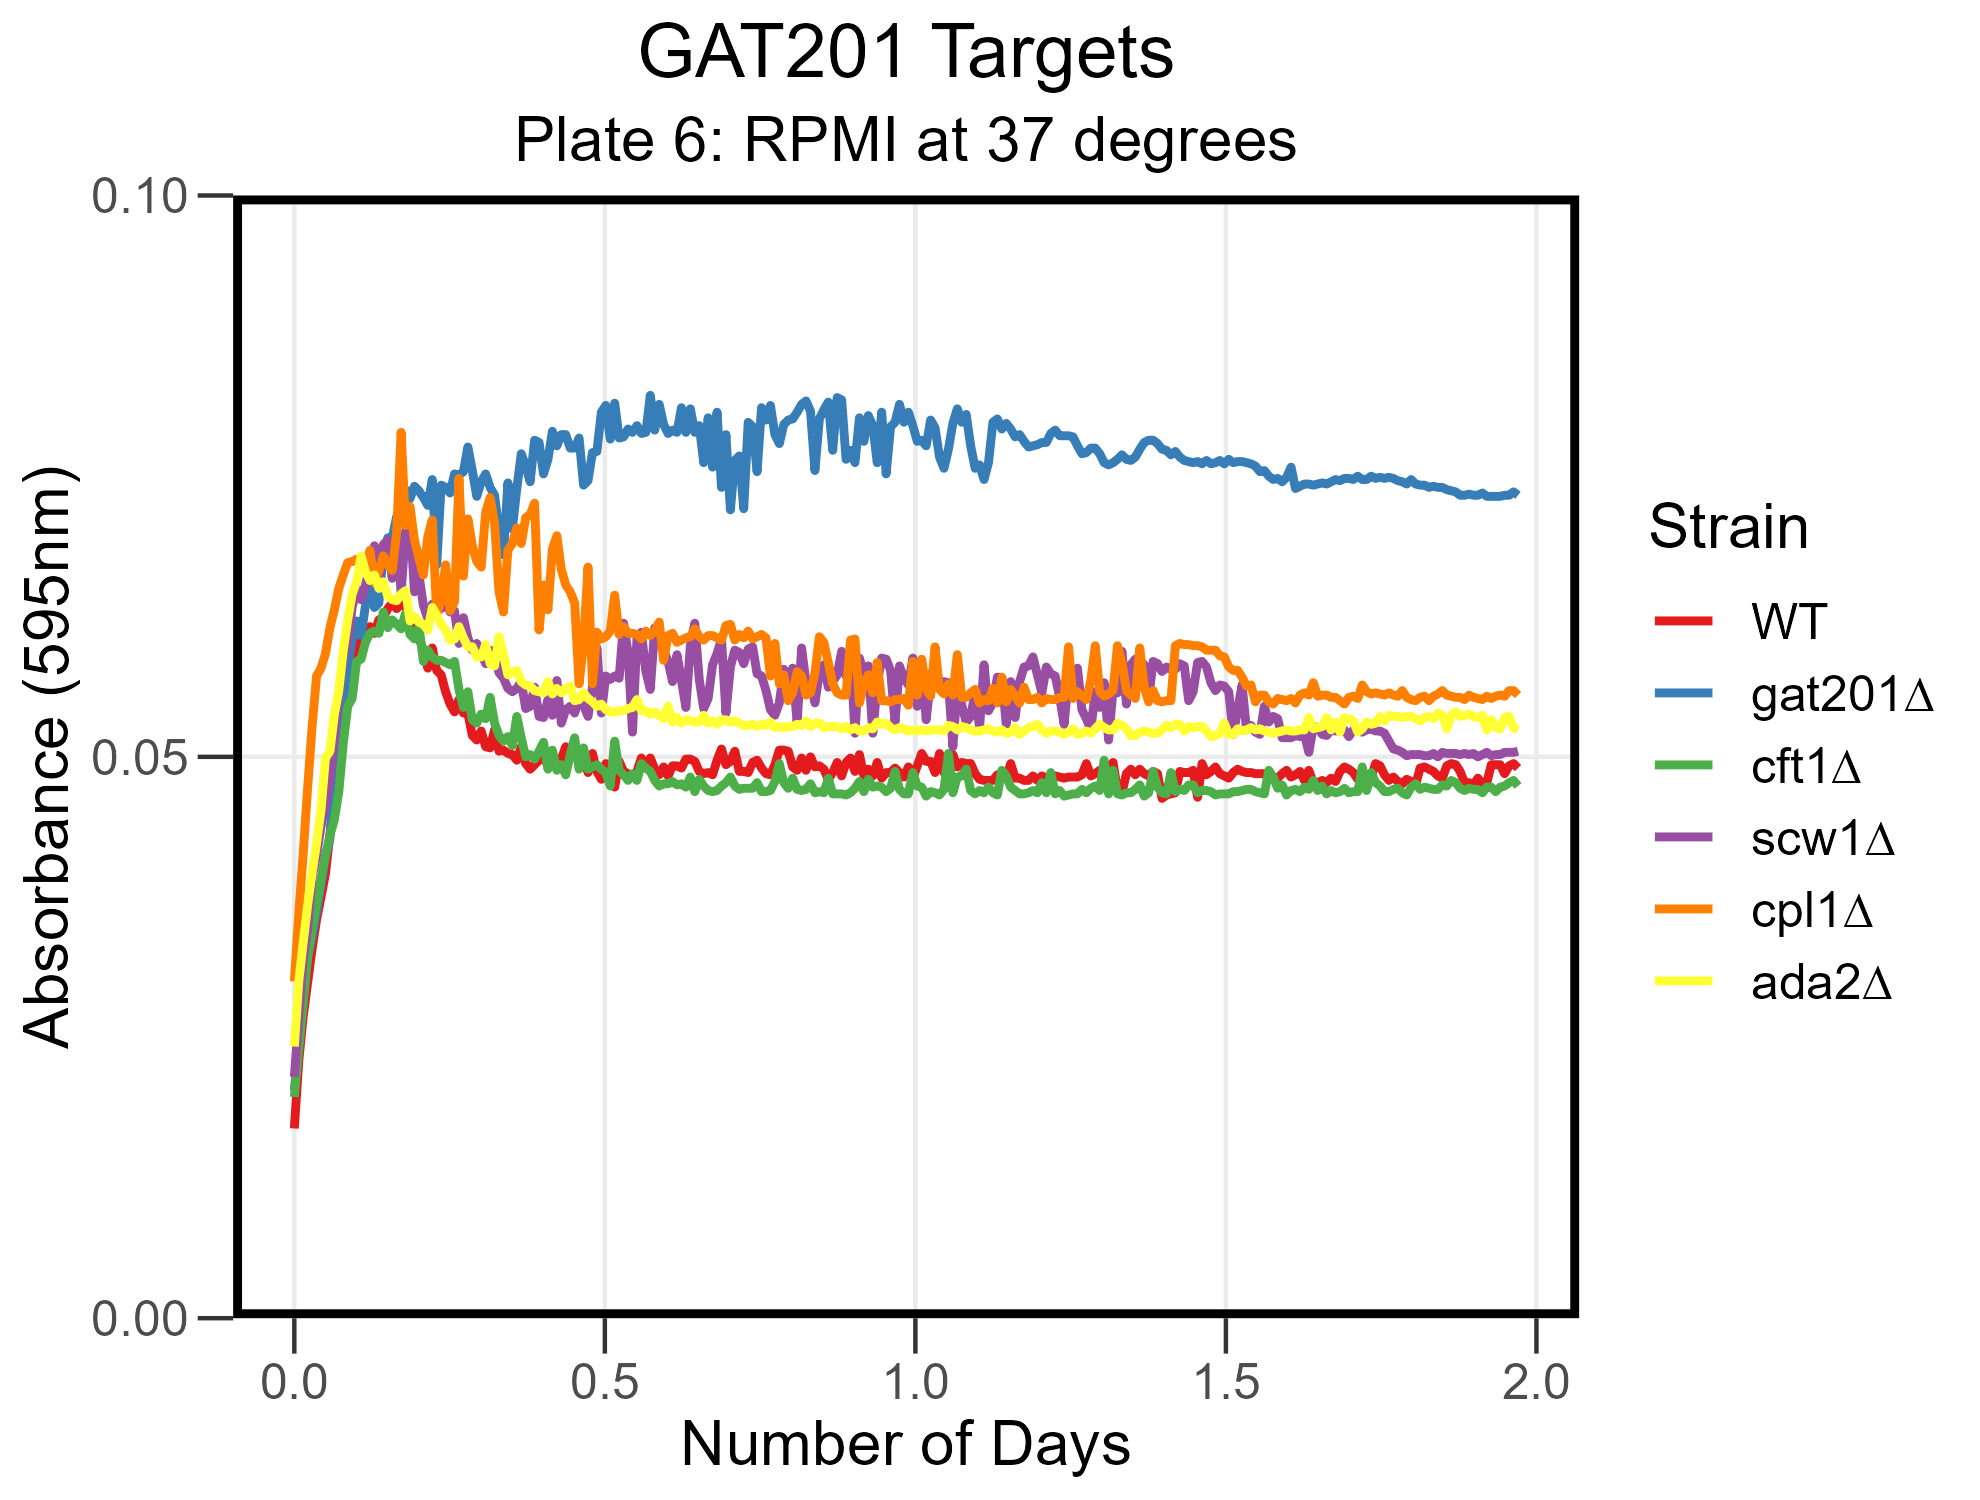 GAT201 Targets
Plate 6: RPMI at 37 degrees
Absorbance (595nm)
0.10
0.05
0.00
0.0 0.5 1.0 1.5 2.0
Number of Days
Strain
WT
gat201Δ
cft1Δ
scw1Δ
cpl1Δ
ada2Δ